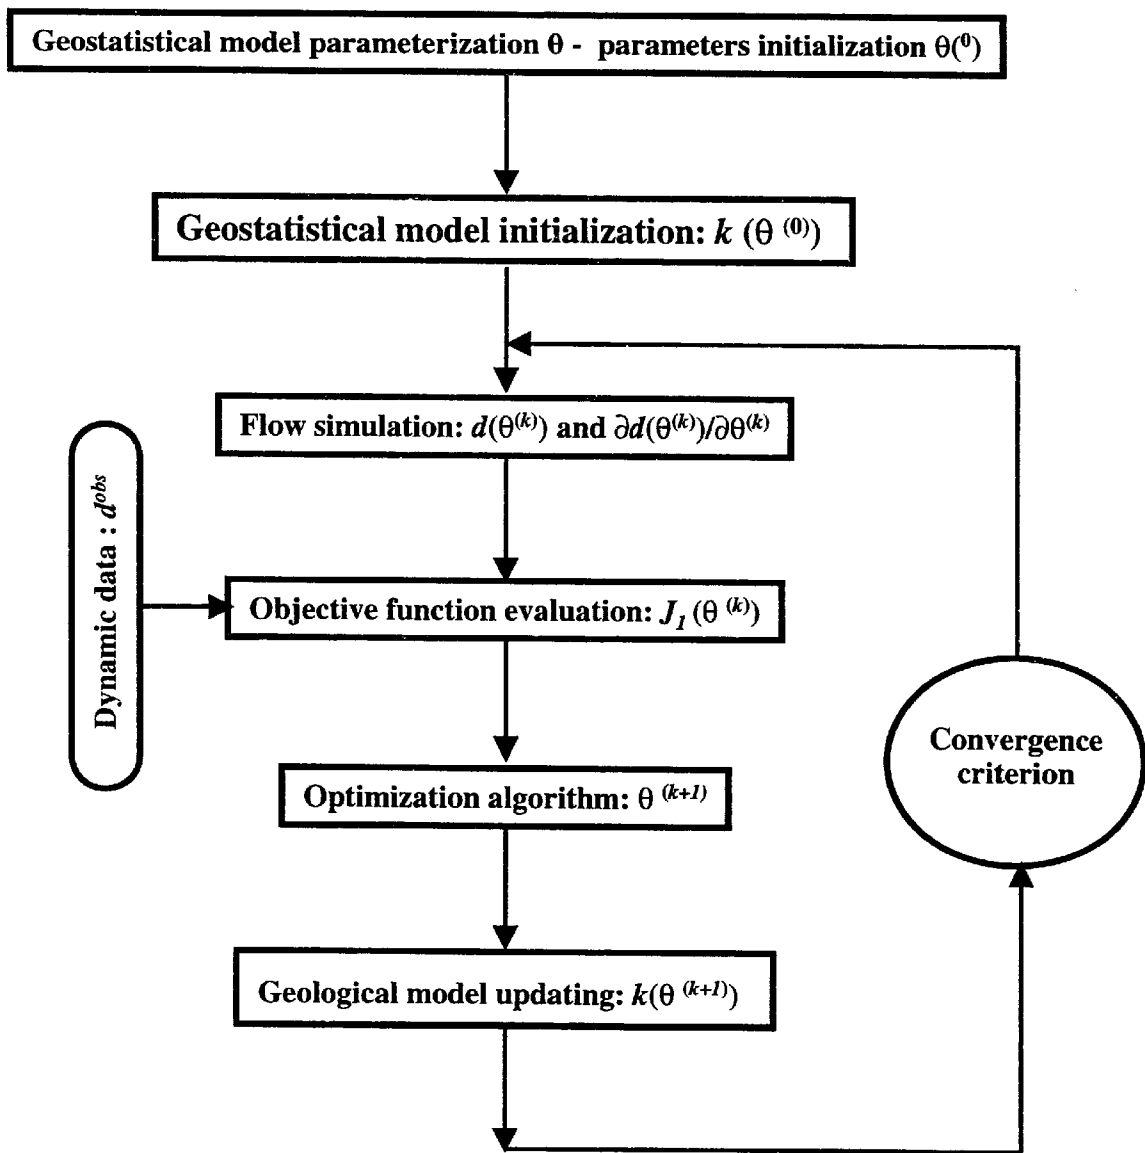 Geostatistical model parameterization θ - parameters initialization θ(⁰)
Geostatistical model initialization: k (θ ⁽⁰⁾)
Flow simulation: d(θ⁽ᵏ⁾) and ∂d(θ⁽ᵏ⁾)/∂θ⁽ᵏ⁾
Dynamic data : dᵒᵇˢ
Objective function evaluation: J₁ (θ ⁽ᵏ⁾)
Convergence
criterion
Optimization algorithm: θ ⁽ᵏ⁺¹⁾
Geological model updating: k(θ ⁽ᵏ⁺¹⁾)